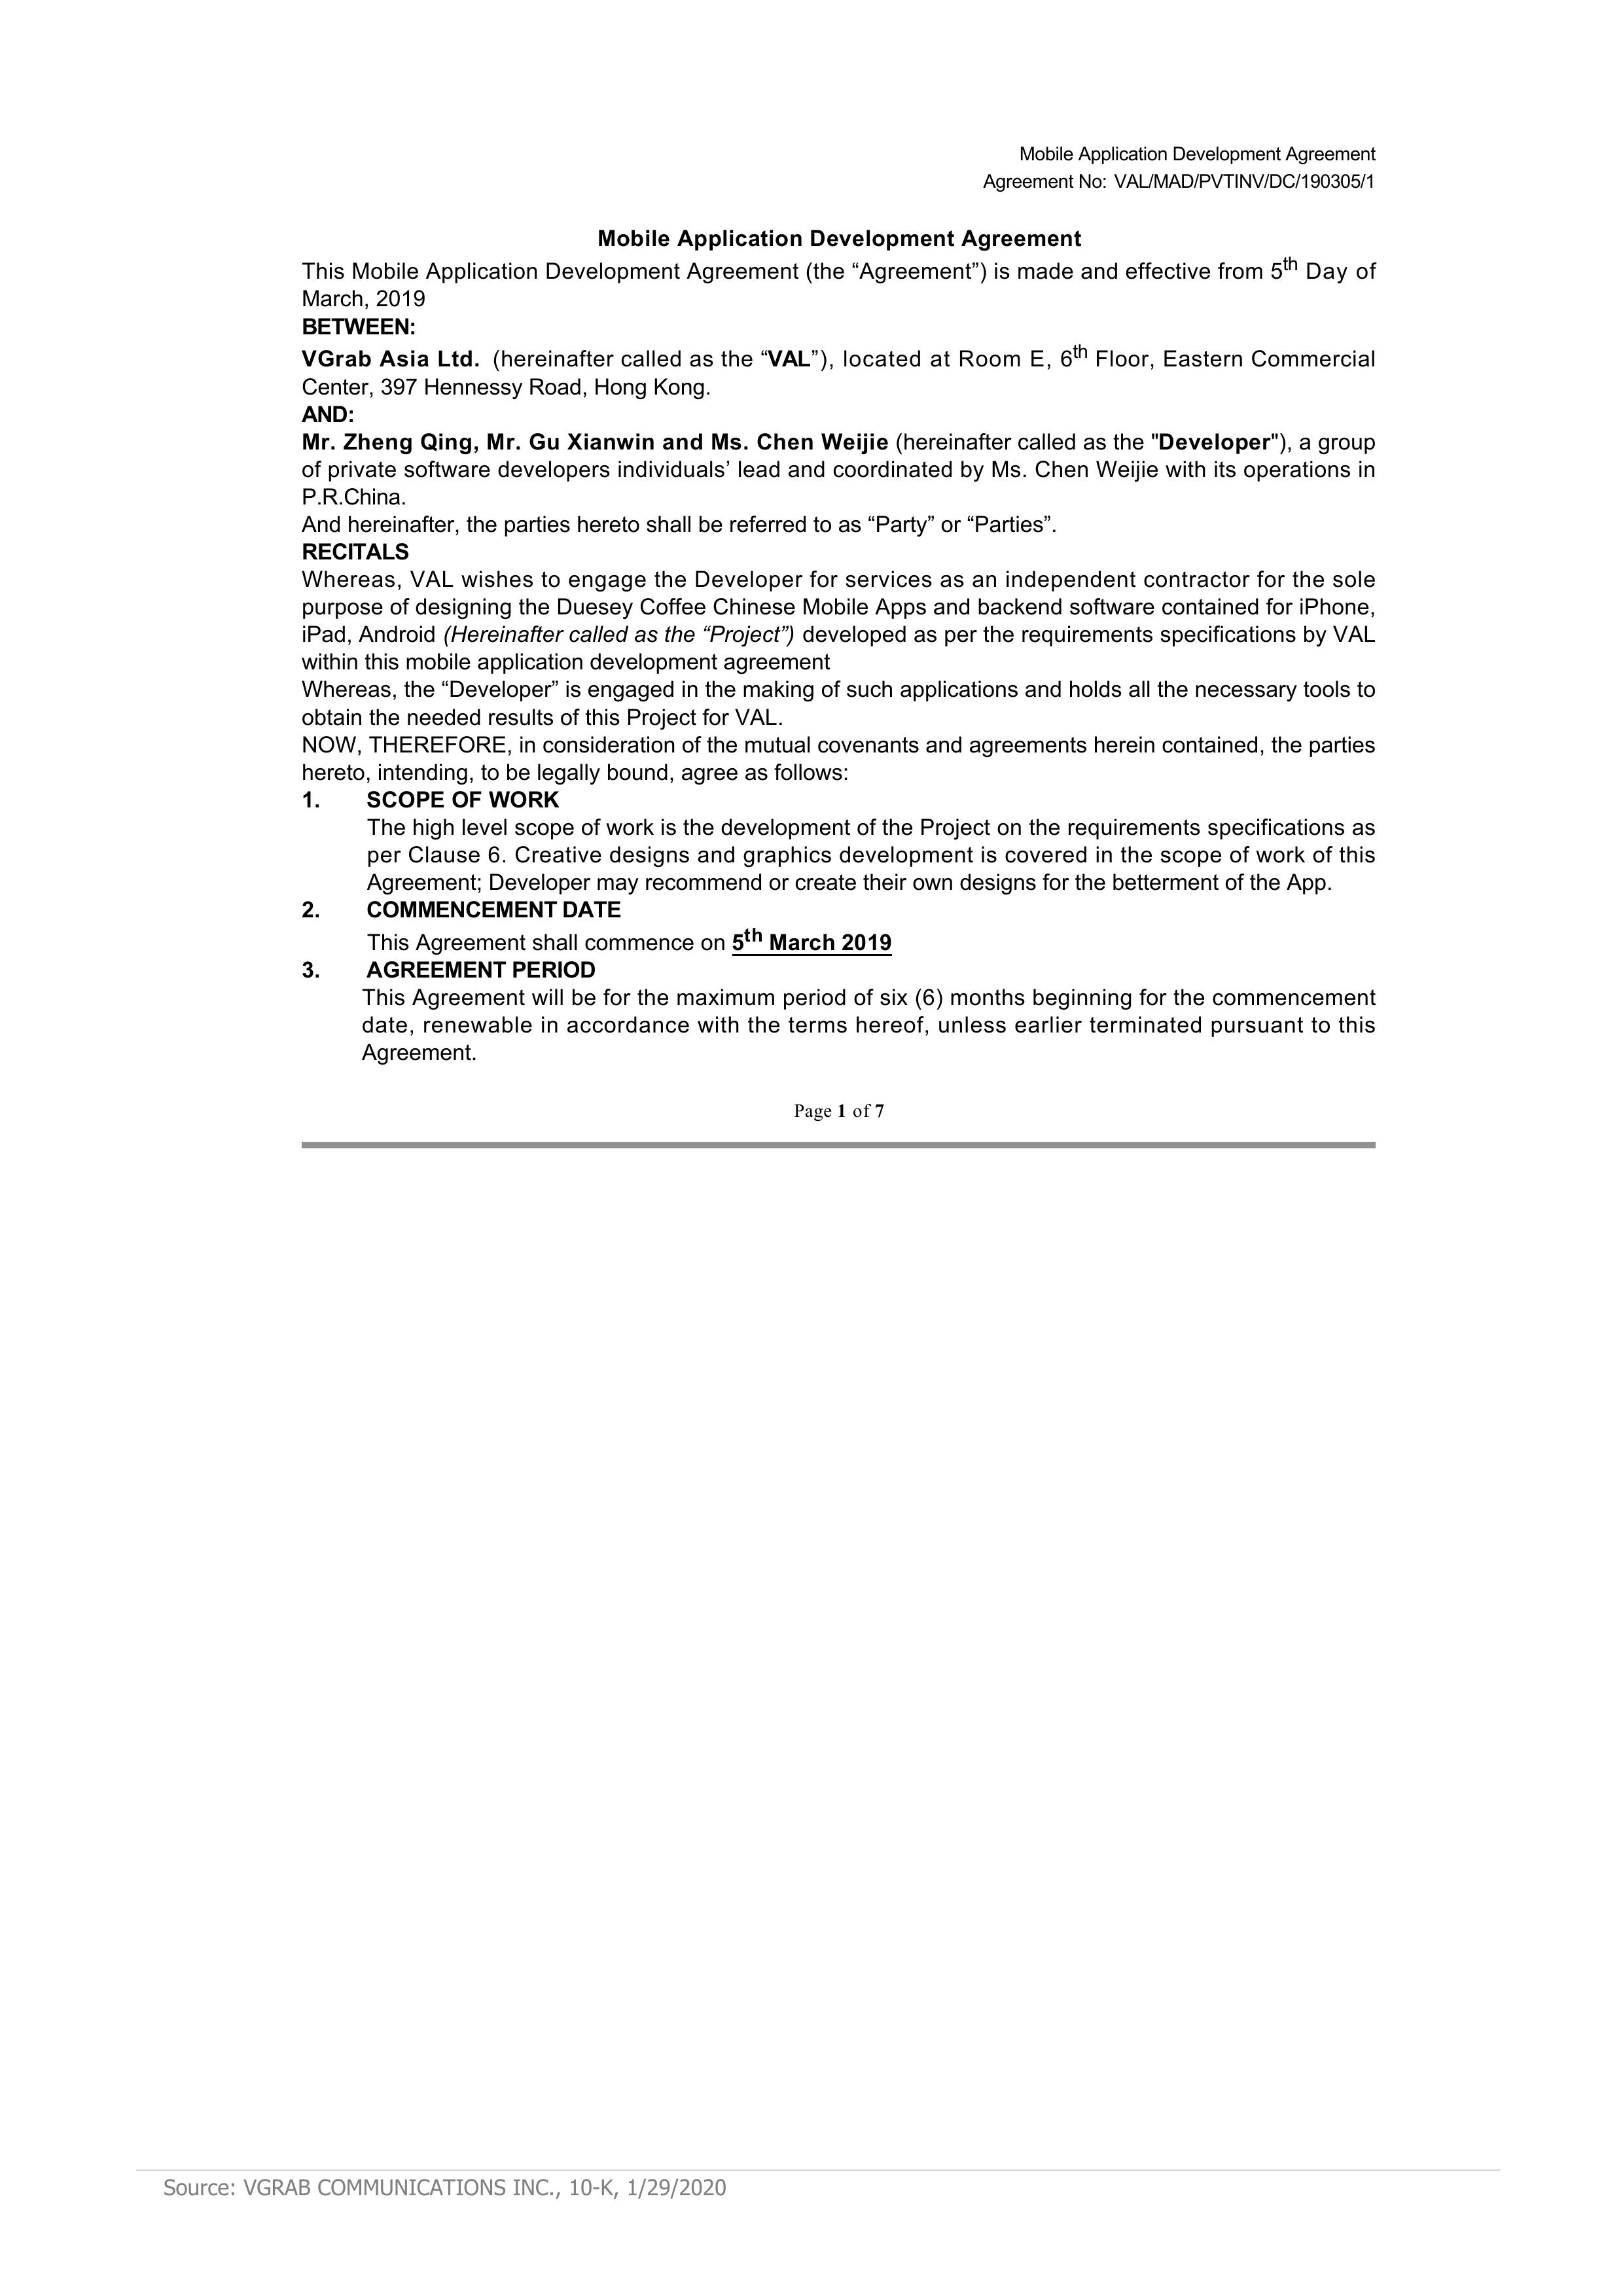 Mobile Application Development Agreement
Agreement No: VAL/MAD/PVTINV/DC/190305/1
Mobile Application Development Agreement
This Mobile Application Development Agreement (the “Agreement”) is made and effective from 5th Day of
March, 2019
BETWEEN:
VGrab Asia Ltd. (hereinafter called as the “VAL”), located at Room E, 6th Floor, Eastern Commercial
Center, 397 Hennessy Road, Hong Kong.
AND:
Mr. Zheng Qing, Mr. Gu Xianwin and Ms. Chen Weijie (hereinafter called as the "Developer"), a group
of private software developers individuals’ lead and coordinated by Ms. Chen Weijie with its operations in
P.R.China.
And hereinafter, the parties hereto shall be referred to as “Party” or “Parties”.
RECITALS
Whereas, VAL wishes to engage the Developer for services as an independent contractor for the sole
purpose of designing the Duesey Coffee Chinese Mobile Apps and backend software contained for iPhone,
iPad, Android (Hereinafter called as the “Project”) developed as per the requirements specifications by VAL
within this mobile application development agreement
Whereas, the “Developer” is engaged in the making of such applications and holds all the necessary tools to
obtain the needed results of this Project for VAL.
NOW, THEREFORE, in consideration of the mutual covenants and agreements herein contained, the parties
hereto, intending, to be legally bound, agree as follows:
1. SCOPE OF WORK
The high level scope of work is the development of the Project on the requirements specifications as
per Clause 6. Creative designs and graphics development is covered in the scope of work of this
Agreement; Developer may recommend or create their own designs for the betterment of the App.
2. COMMENCEMENT DATE
This Agreement shall commence on 5th March 2019
3. AGREEMENT PERIOD
This Agreement will be for the maximum period of six (6) months beginning for the commencement
date, renewable in accordance with the terms hereof, unless earlier terminated pursuant to this
Agreement.
Page 1 of 7
Source: VGRAB COMMUNICATIONS INC., 10-K, 1/29/2020